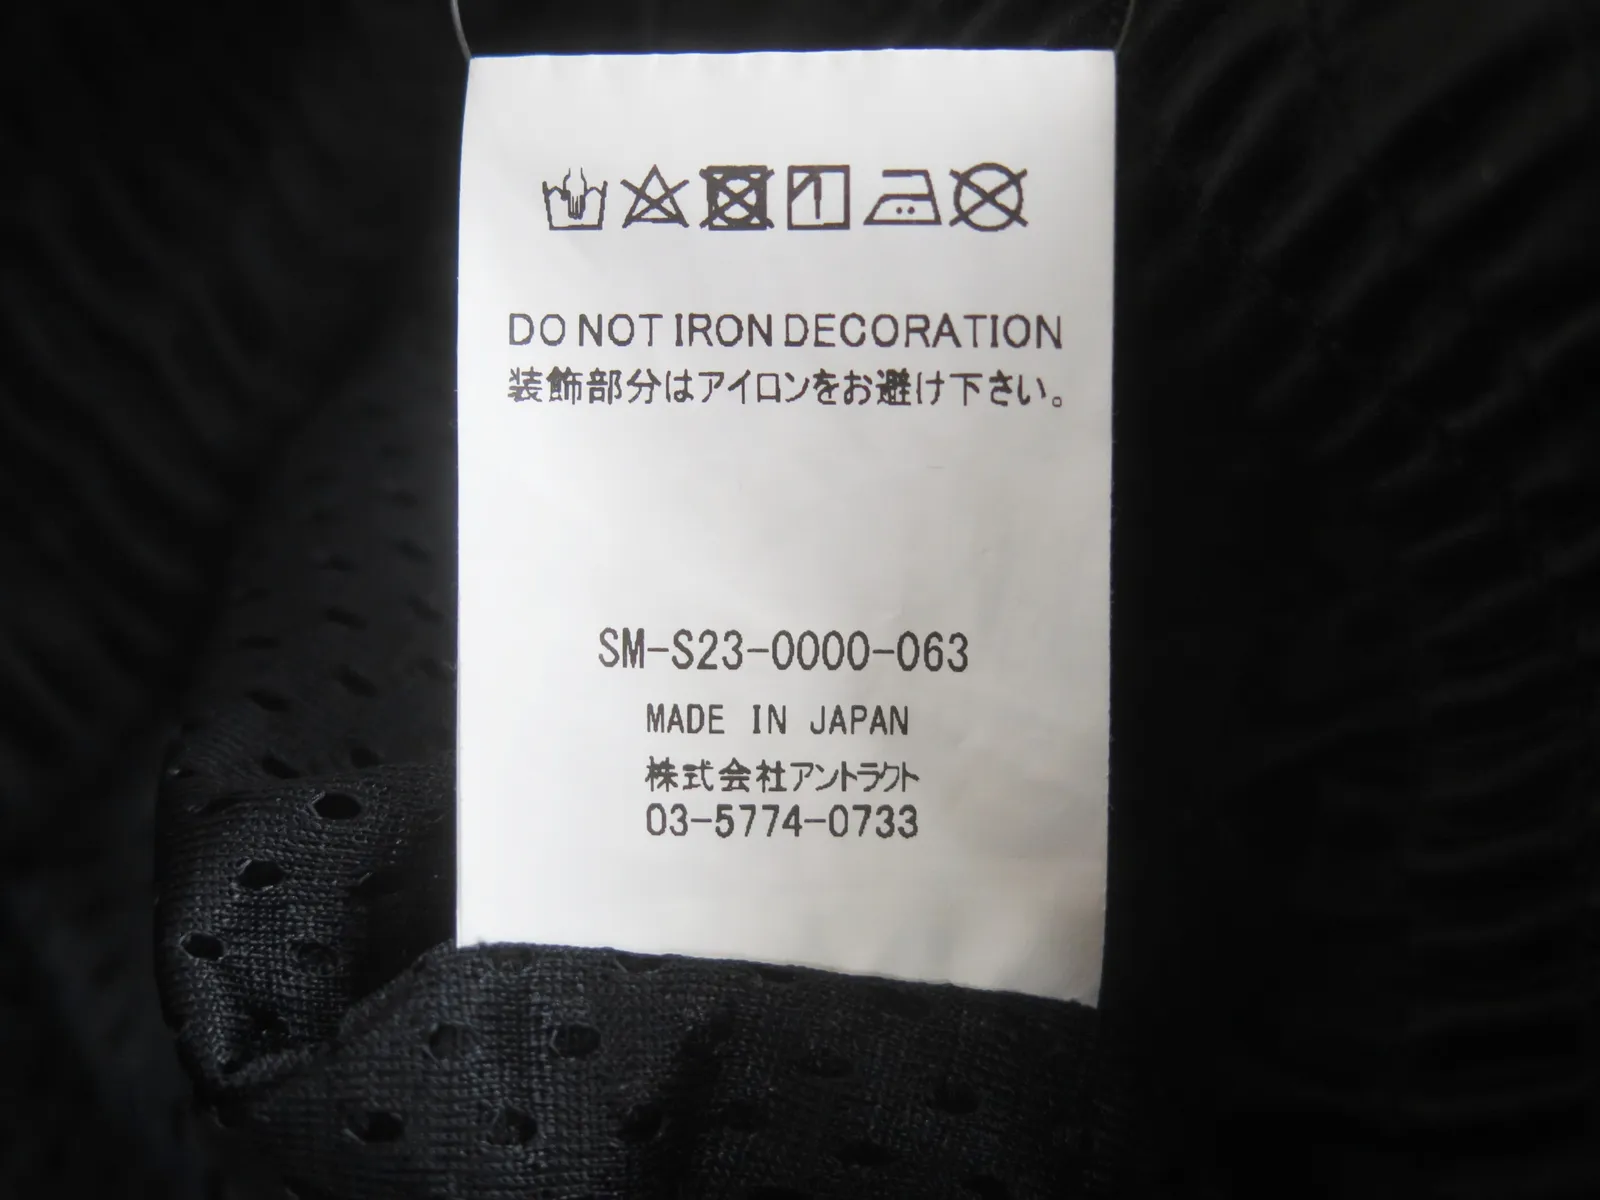 DO NOT IRON DECORATION
装飾部分はアイロンをお避け下さい。
SM-S23-0000-063
MADE IN JAPAN
株式会社アントラクト
03-5774-0733